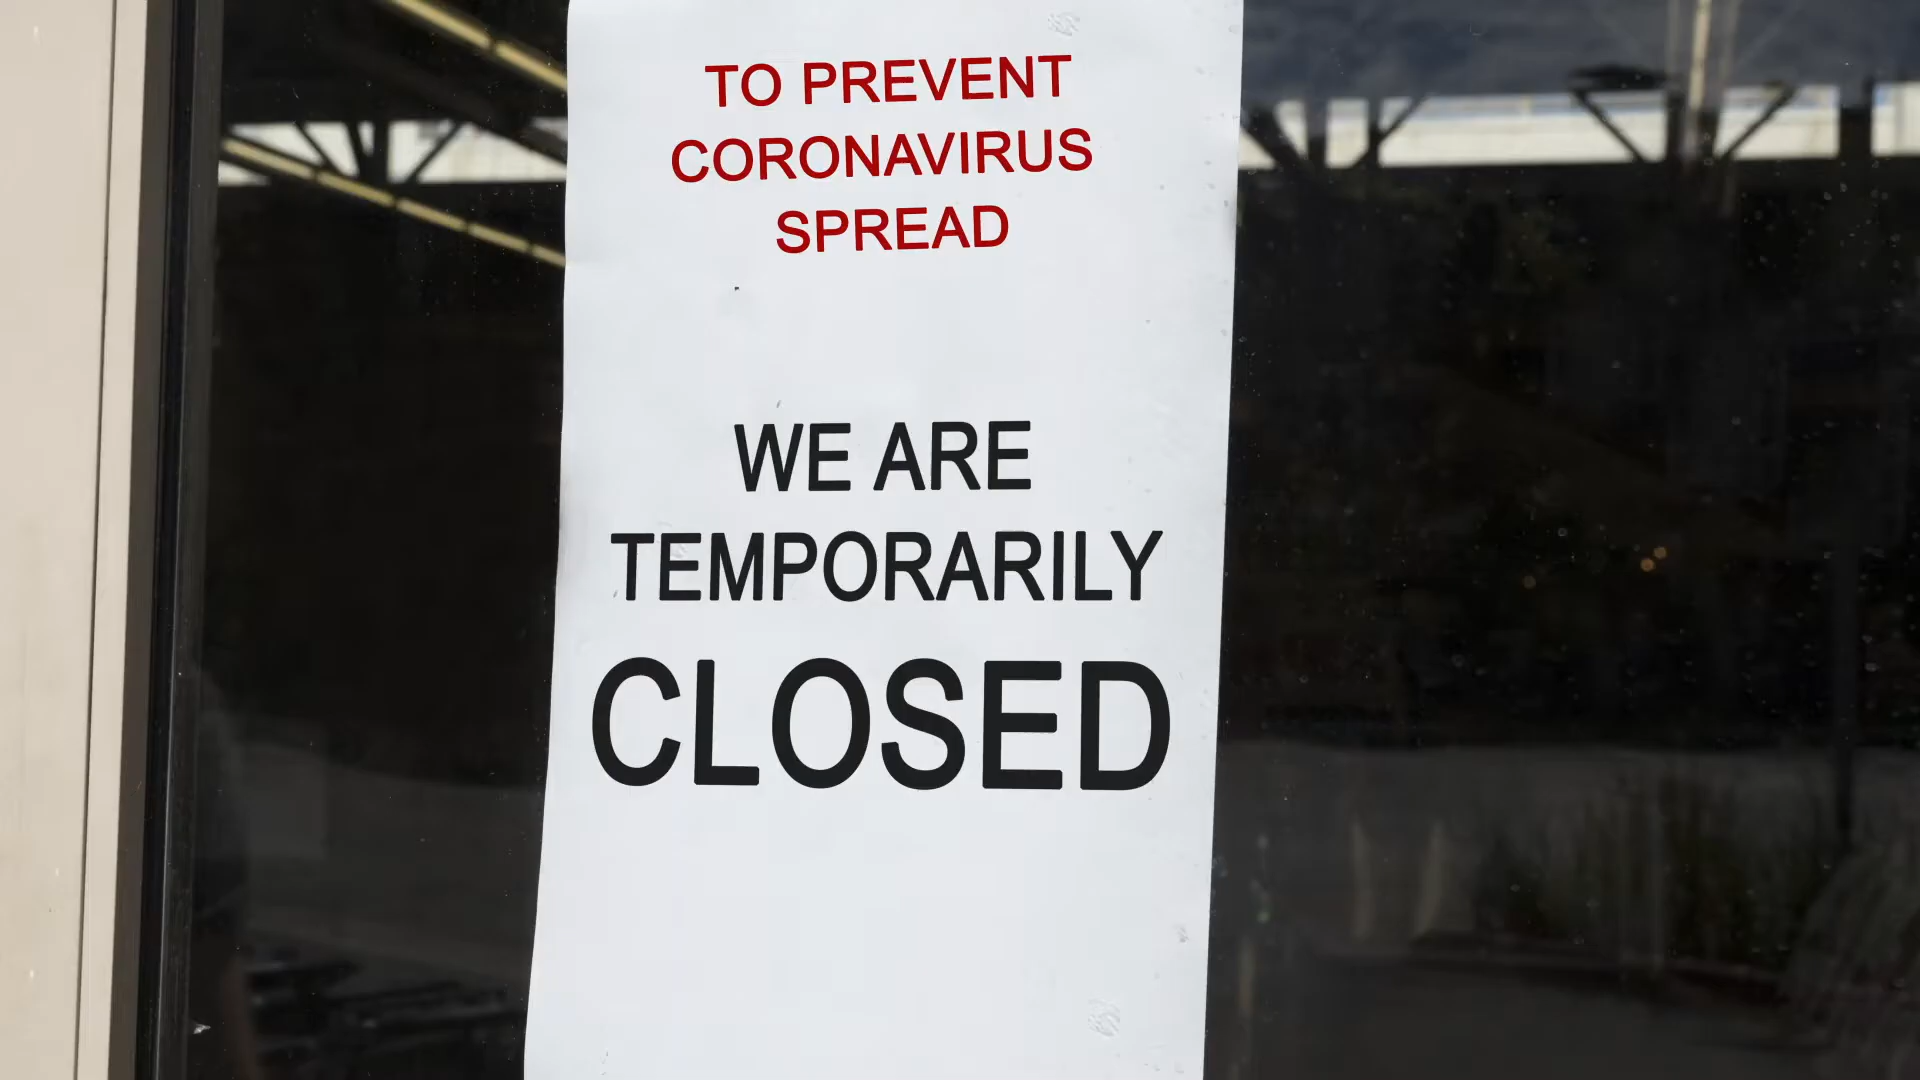 TO PREVENT
CORONAVIRUS
SPREAD
WE ARE
TEMPORARILY
CLOSED